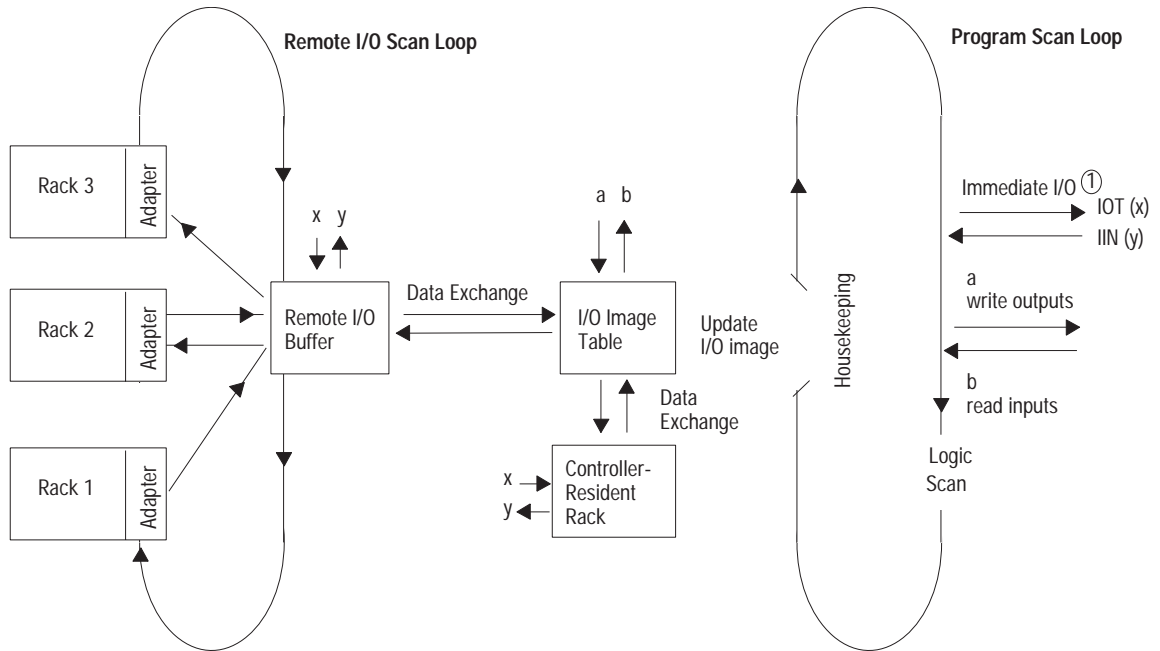 Remote I/O Scan Loop
Program Scan Loop
Rack 3
Adapter
Immediate I/O ①
IOT (x)
IIN (y)
x
y
a
b
Rack 2
Adapter
Remote I/O
Buffer
Data Exchange
I/O Image
Table
Update
I/O image
Housekeeping
a
write outputs
b
read inputs
Data
Exchange
Rack 1
Adapter
x
y
Controller-
Resident
Rack
Logic
Scan